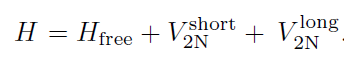 H = H_free + V_2N^short + V_2N^long.